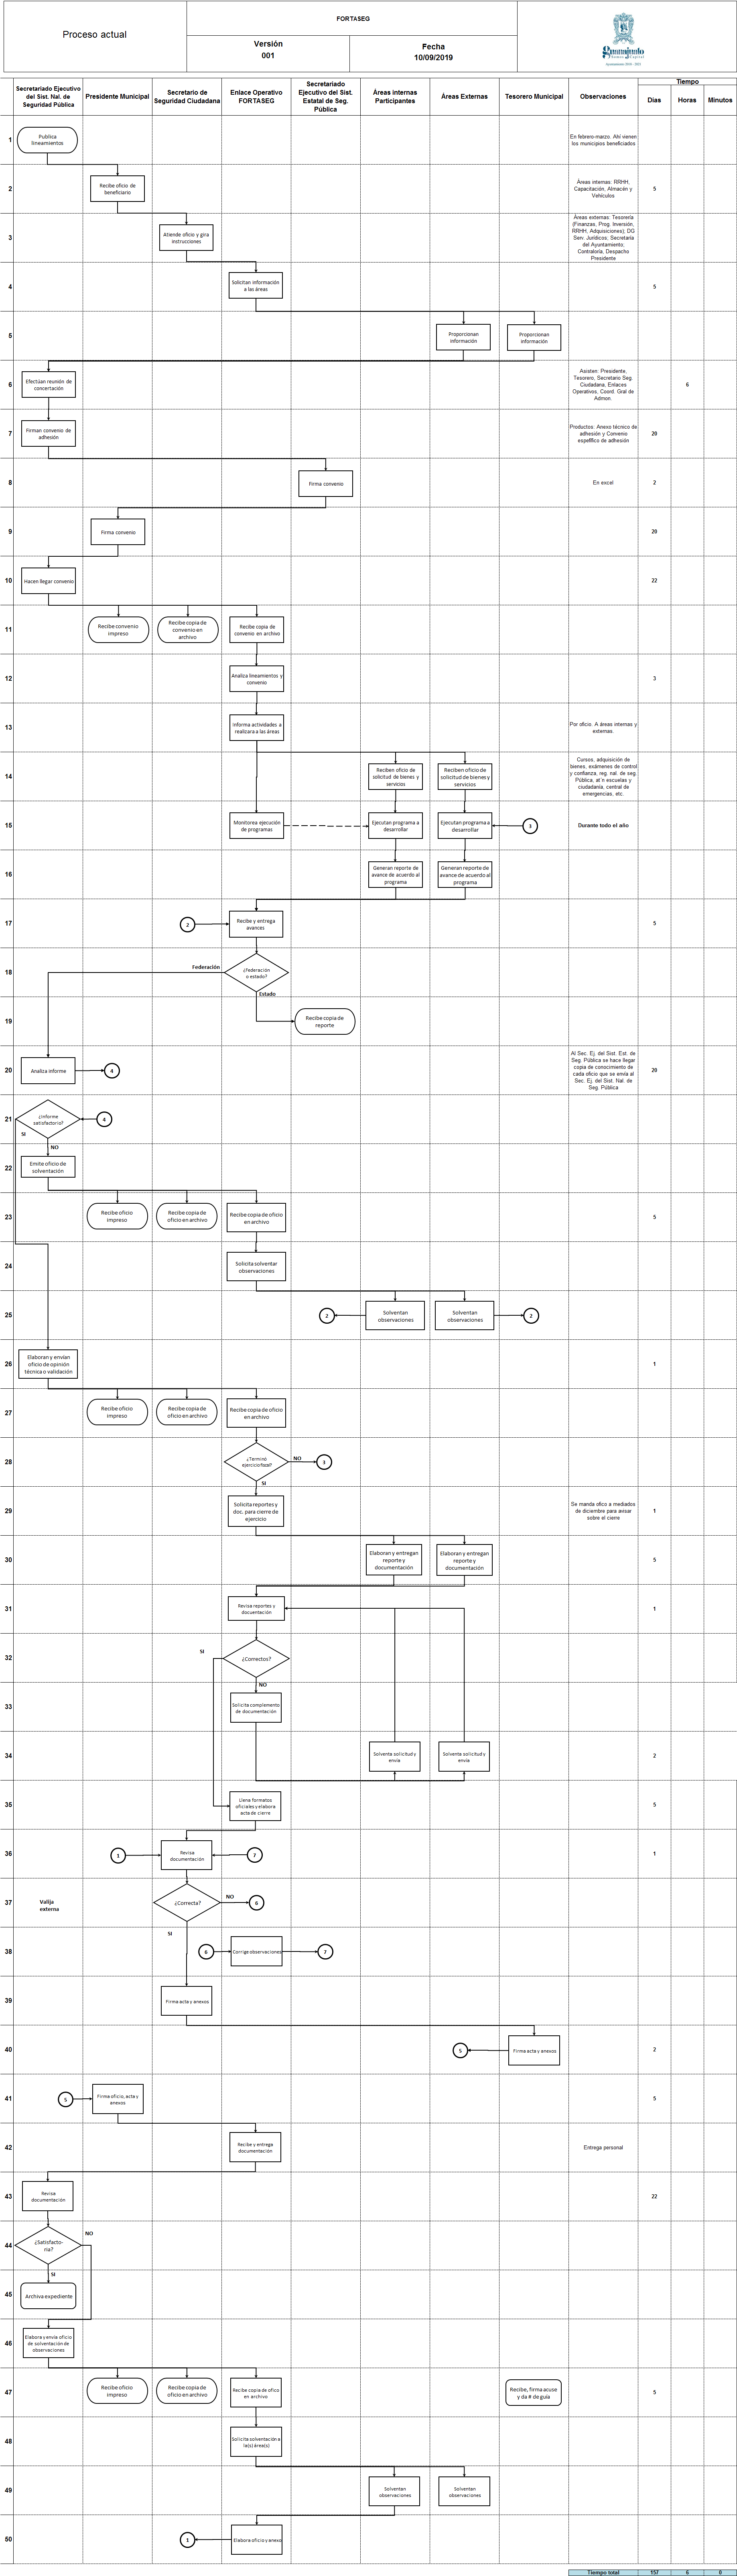 Proceso actual
FORTASEG
Versión
001
Fecha
10/09/2019
Guanajuato
Somos Capital
Ayuntamiento 2018 - 2021
Secretariado Ejecutivo
del Sist. Nal. de
Seguridad Pública
Presidente Municipal
Secretario de
Seguridad Ciudadana
Enlace Operativo
FORTASEG
Secretariado
Ejecutivo del Sist.
Estatal de Seg.
Pública
Áreas internas
Participantes
Áreas Externas
Tesorero Municipal
Observaciones
Tiempo
Días
Horas
Minutos
1
Publica
lineamientos
En febrero-marzo. Ahí vienen
los municipios beneficiados
2
Recibe oficio de
beneficiario
Áreas internas: RRHH,
Capacitación, Almacén y
Vehículos
5
3
Atiende oficio y gira
instrucciones
Áreas externas: Tesorería
(Finanzas, Prog. Inversión,
RRHH, Adquisiciones); DG
Serv. Jurídicos, Secretaría
del Ayuntamiento;
Contraloría, Despacho
Presidente
4
Solicitan información
a las áreas
5
5
Proporcionan
información
Proporcionan
información
6
Efectúan reunión de
concertación
Asisten: Presidente,
Tesorero, Secretario Seg.
Ciudadana, Enlaces
Operativos, Coord. Gral de
Admon.
6
7
Firman convenio de
adhesión
Productos: Anexo técnico de
adhesión y Convenio
espefífico de adhesión
20
8
Firma convenio
En excel
2
9
Firma convenio
20
10
Hacen llegar convenio
22
11
Recibe convenio
impreso
Recibe copia de
convenio en
archivo
Recibe copia de
convenio en archivo
12
Analiza lineamientos y
convenio
3
13
Informa actividades a
realizara a las áreas
Por oficio. A áreas internas y
externas.
14
Reciben oficio de
solicitud de bienes y
servicios
Reciben oficio de
solicitud de bienes y
servicios
Cursos, adquisición de
bienes, exámenes de control
y confianza, reg. nal. de seg
Pública, at´n escuelas y
ciudadanía, central de
emergencias, etc.
15
Monitorea ejecución
de programas
Ejecutan programa a
desarrollar
Ejecutan programa a
desarrollar
3
Durante todo el año
16
Generan reporte de
avance de acuerdo al
programa
Generan reporte de
avance de acuerdo al
programa
17
2
Recibe y entrega
avances
5
18
Federación
¿Federación
o estado?
Estado
19
Recibe copia de
reporte
20
Analiza informe
4
Al Sec. Ej. del Sist. Est. de
Seg. Pública se hace llegar
copia de conocimiento de
cada oficio que se envía al
Sec. Ej. del Sist. Nal. de
Seg. Pública
20
21
¿Informe
satisfactorio?
4
SI
NO
22
Emite oficio de
solventación
23
Recibe oficio
impreso
Recibe copia de
oficio en archivo
Recibe copia de oficio
en archivo
5
24
Solicita solventar
observaciones
25
2
Solventan
observaciones
Solventan
observaciones
2
26
Elaboran y envían
oficio de opinión
técnica o validación
1
27
Recibe oficio
impreso
Recibe copia de
oficio en archivo
Recibe copia de oficio
en archivo
28
¿Terminó
ejercicio fiscal?
NO
3
SI
29
Solicita reportes y
doc. para cierre de
ejercicio
Se manda ofico a mediados
de diciembre para avisar
sobre el cierre
1
30
Elaboran y entregan
reporte y
documentación
Elaboran y entregan
reporte y
documentación
5
31
Revisa reportes y
docuentación
1
32
SI
¿Correctos?
NO
33
Solicita complemento
de documentación
34
Solventa solicitud y
envía
Solventa solicitud y
envía
2
35
Llena formatos
oficiales y elabora
acta de cierre
5
36
1
Revisa
documentación
7
1
37
Valija
externa
¿Correcta?
NO
6
SI
38
6
Corrige observaciones
7
39
Firma acta y anexos
40
5
Firma acta y anexos
2
41
5
Firma oficio, acta y
anexos
5
42
Recibe y entrega
documentación
Entrega personal
43
Revisa
documentación
22
44
¿Satisfacto-
ria?
NO
SI
45
Archiva expediente
46
Elabora y envía oficio
de solventación de
observaciones
47
Recibe oficio
impreso
Recibe copia de
oficio en archivo
Recibe copia de ofico
en archivo
Recibe, firma acuse
y da # de guía
5
48
Solicita solventación a
la(s) área(s)
49
Solventan
observaciones
Solventan
observaciones
50
1
Elabora oficio y anexo
Tiempo total
157
6
0